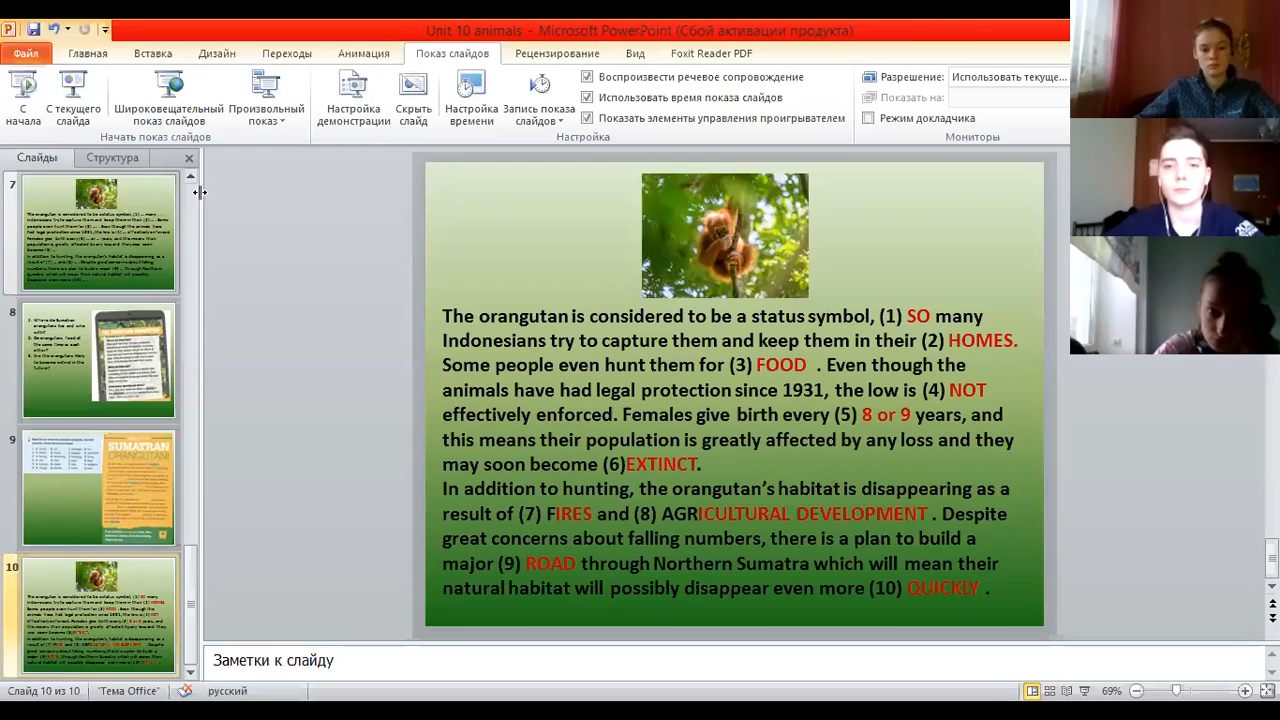 Unit 10 animals - Microsoft PowerPoint (Сбой активации продукта)
Файл Главная Вставка Дизайн Переходы Анимация Показ слайдов Рецензирование Вид Foxit Reader PDF
С начала
С текущего слайда
Широковещательный показ слайдов
Произвольный показ
Настройка демонстрации
Скрыть слайд
Настройка времени
Запись показа слайдов
Воспроизвести речевое сопровождение
Использовать время показа слайдов
Показать элементы управления проигрывателем
Разрешение: Использовать текуще...
Показать на:
Режим докладчика
Начать показ слайдов Настройка Мониторы
Слайды Структура
7
8
9
SUMATRAN
ORANGUTAN
10
The orangutan is considered to be a status symbol, (1) SO many
Indonesians try to capture them and keep them in their (2) HOMES.
Some people even hunt them for (3) FOOD . Even though the
animals have had legal protection since 1931, the low is (4) NOT
effectively enforced. Females give birth every (5) 8 or 9 years, and
this means their population is greatly affected by any loss and they
may soon become (6)EXTINCT.
In addition to hunting, the orangutan's habitat is disappearing as a
result of (7) FIRES and (8) AGRICULTURAL DEVELOPMENT . Despite
great concerns about falling numbers, there is a plan to build a
major (9) ROAD through Northern Sumatra which will mean their
natural habitat will possibly disappear even more (10) QUICKLY .
Заметки к слайду
Слайд 10 из 10 "Тема Office" русский 69%